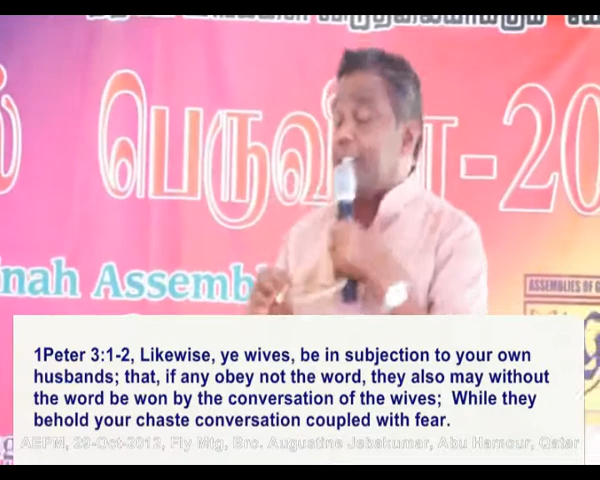 ல் பெருவி -20
nah Assemb
ASSEMBLIES OF G
1Peter 3:1-2, Likewise, ye wives, be in subjection to your own
husbands; that, if any obey not the word, they also may without
the word be won by the conversation of the wives; While they
behold your chaste conversation coupled with fear.
AEPM, 29-Oct-2012, Fly Mtg, Bro. Augustine Jebakumar, Abu Hamour, Qatar